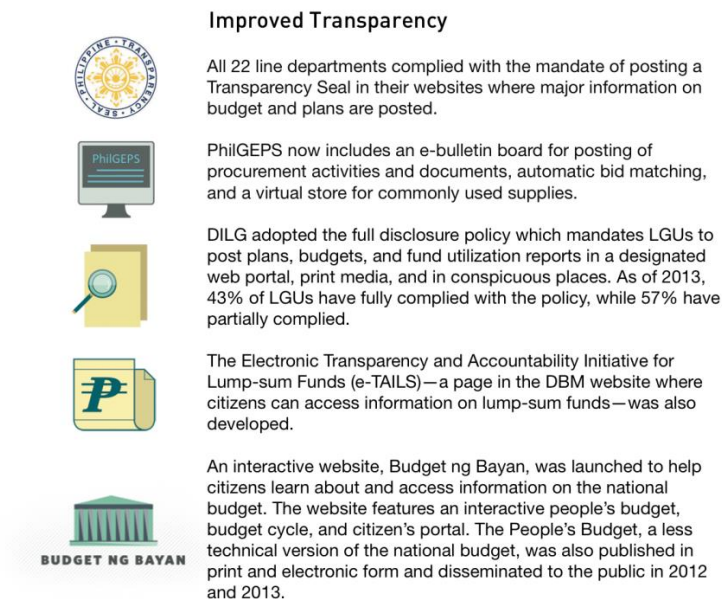 Improved Transparency
PHILIPPINE • TRANSPARENCY SEAL •
All 22 line departments complied with the mandate of posting a
Transparency Seal in their websites where major information on
budget and plans are posted.
PhilGEPS
PhilGEPS now includes an e-bulletin board for posting of
procurement activities and documents, automatic bid matching,
and a virtual store for commonly used supplies.
DILG adopted the full disclosure policy which mandates LGUs to
post plans, budgets, and fund utilization reports in a designated
web portal, print media, and in conspicuous places. As of 2013,
43% of LGUs have fully complied with the policy, while 57% have
partially complied.
₱
The Electronic Transparency and Accountability Initiative for
Lump-sum Funds (e-TAILS)—a page in the DBM website where
citizens can access information on lump-sum funds—was also
developed.
An interactive website, Budget ng Bayan, was launched to help
citizens learn about and access information on the national
budget. The website features an interactive people's budget,
budget cycle, and citizen's portal. The People's Budget, a less
technical version of the national budget, was also published in
print and electronic form and disseminated to the public in 2012
and 2013.
BUDGET NG BAYAN